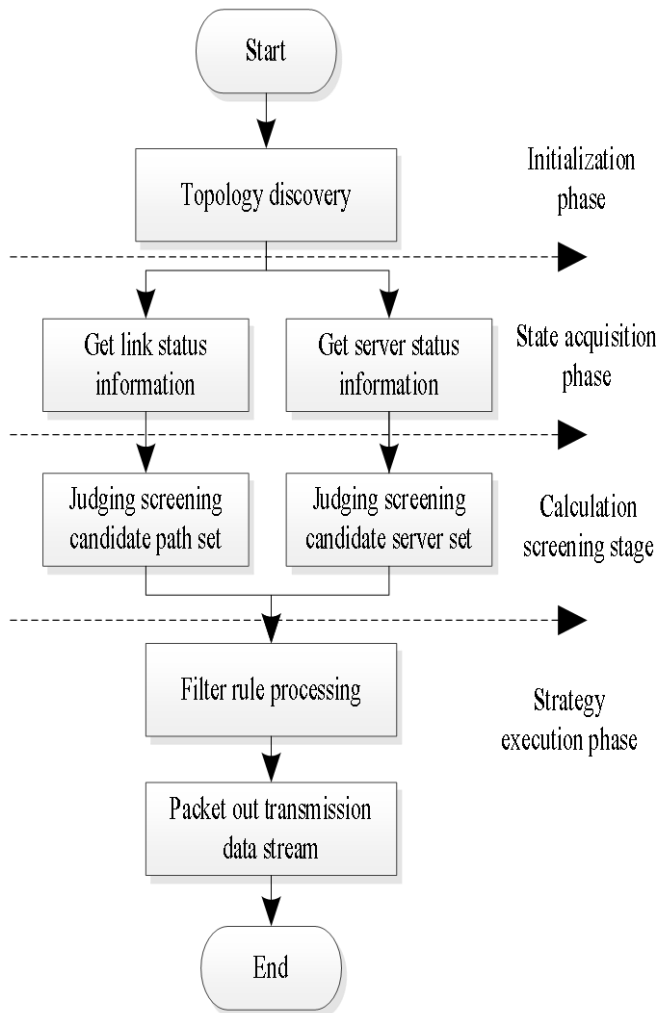 Start
Topology discovery
Initialization
phase
Get link status
information
Get server status
information
State acquisition
phase
Judging screening
candidate path set
Judging screening
candidate server set
Calculation
screening stage
Filter rule processing
Strategy
execution phase
Packet out transmission
data stream
End